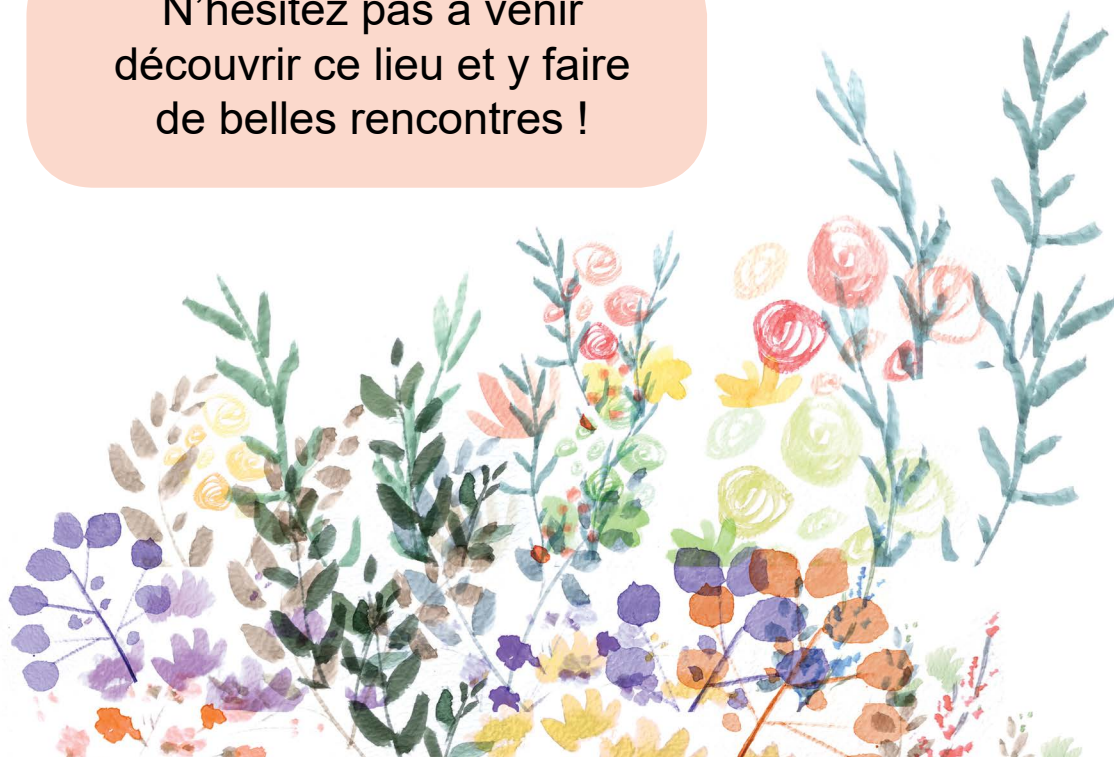 N'hésitez pas à venir
découvrir ce lieu et y faire
de belles rencontres !